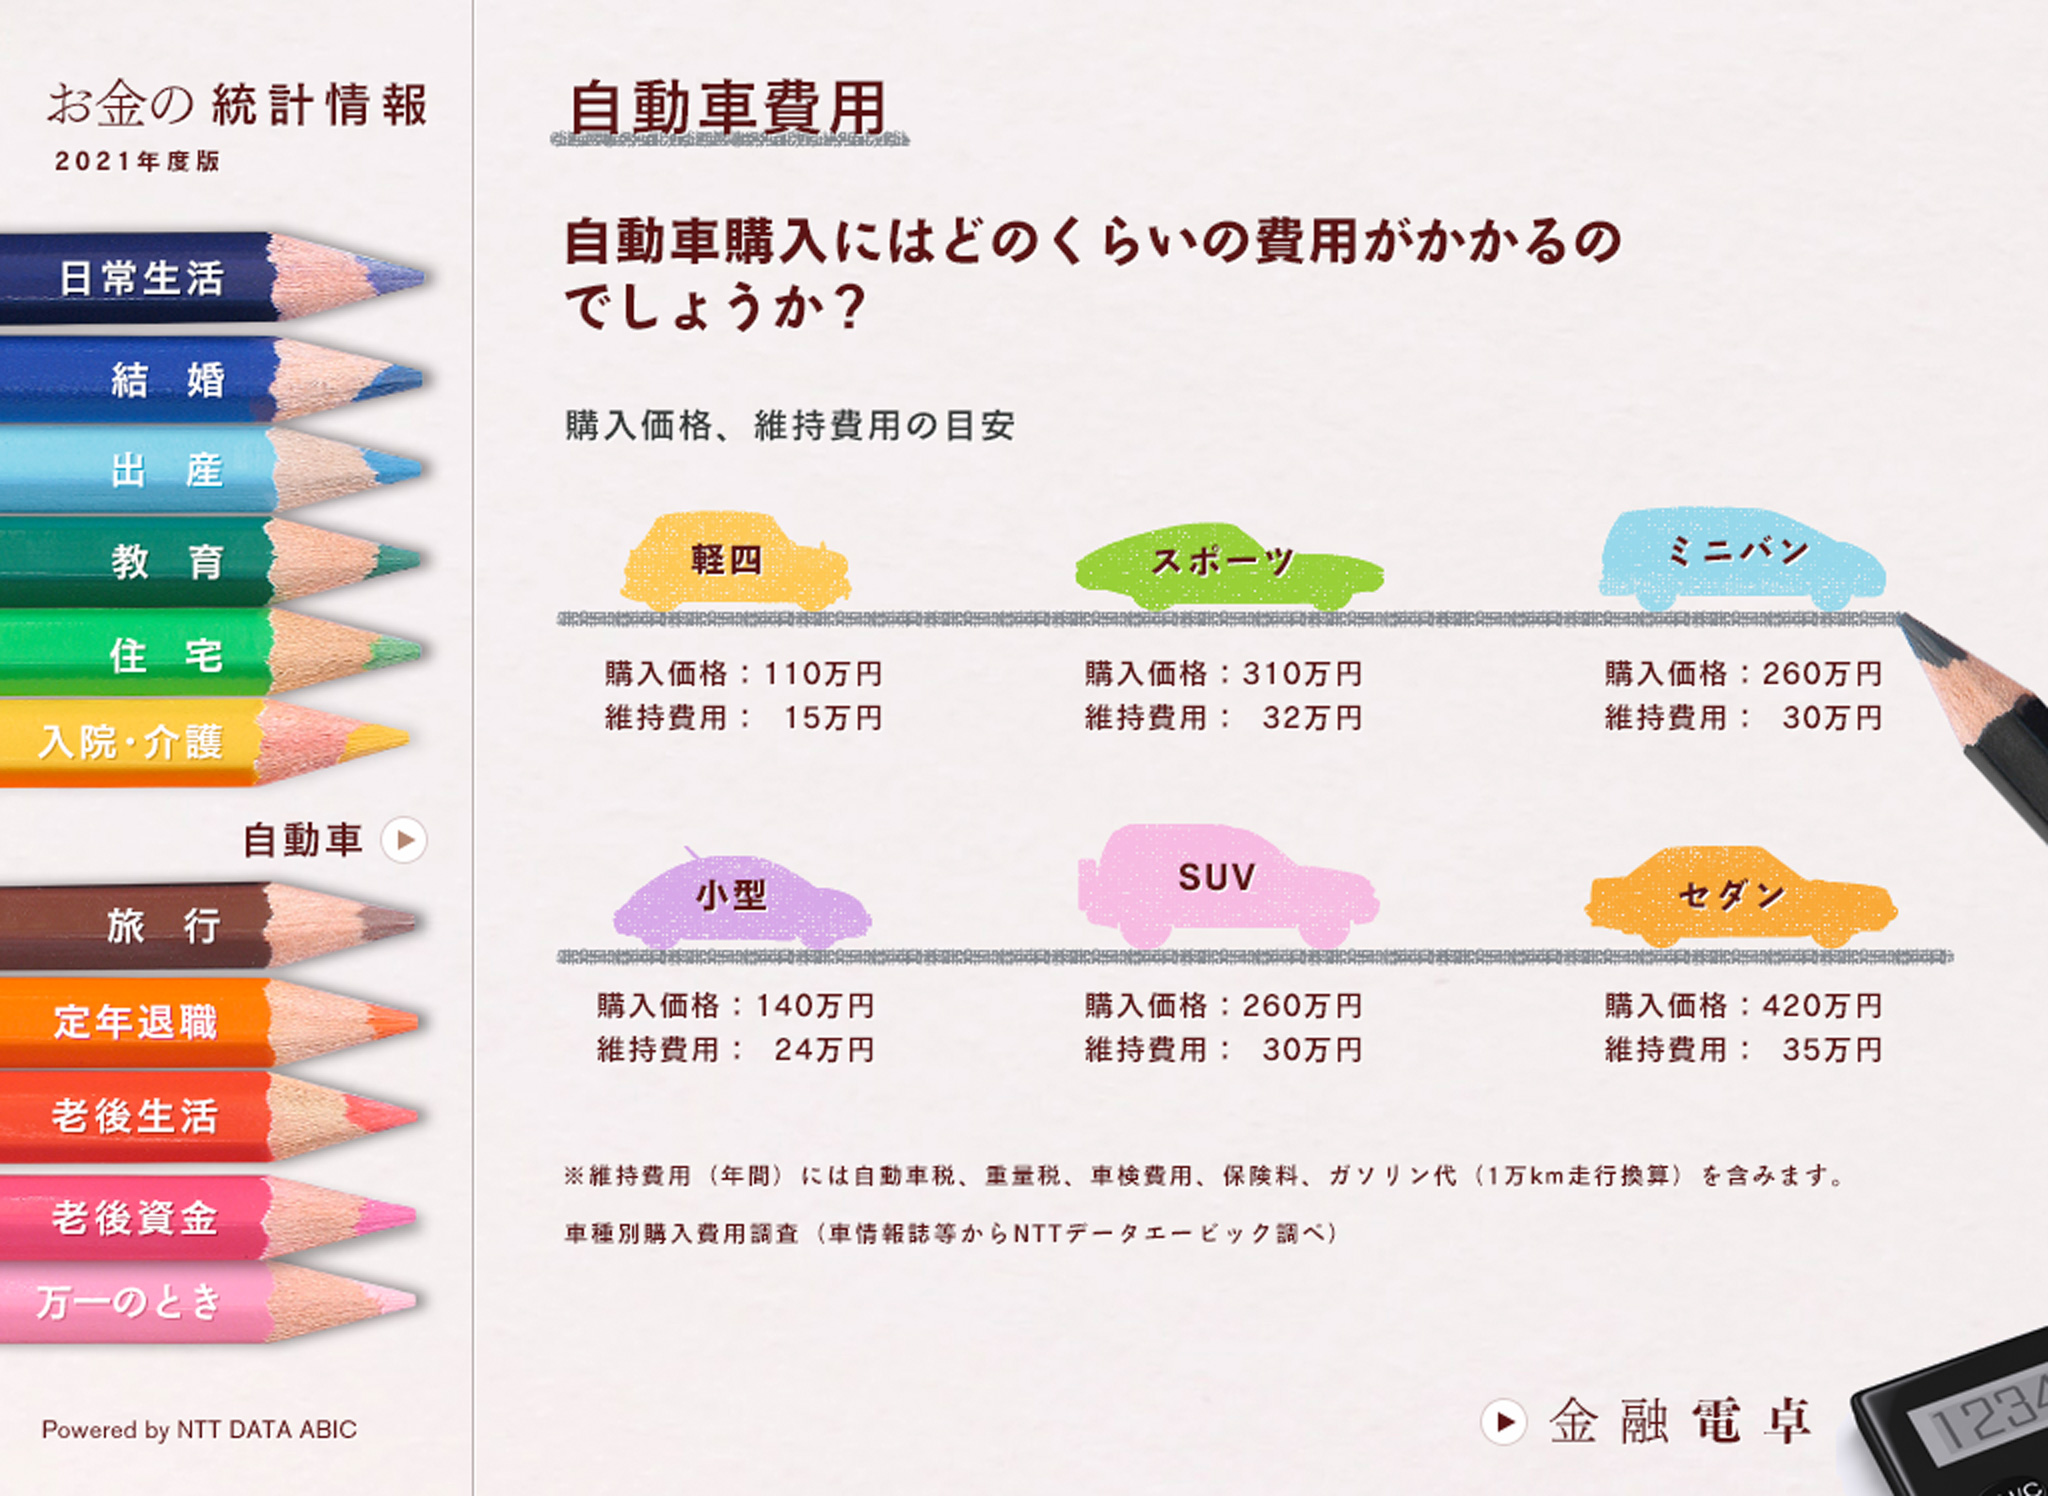 お金の 統計情報
2021年度版
日常生活
結　婚
出　産
教　育
住　宅
入院・介護
自動車
旅　行
定年退職
老後生活
老後資金
万一のとき
Powered by NTT DATA ABIC
自動車費用
自動車購入にはどのくらいの費用がかかるの
でしょうか？
購入価格、維持費用の目安
軽四
購入価格：110万円
維持費用： 15万円
スポーツ
購入価格：310万円
維持費用： 32万円
ミニバン
購入価格：260万円
維持費用： 30万円
小型
購入価格：140万円
維持費用： 24万円
SUV
購入価格：260万円
維持費用： 30万円
セダン
購入価格：420万円
維持費用： 35万円
※維持費用（年間）には自動車税、重量税、車検費用、保険料、ガソリン代（1万km走行換算）を含みます。
車種別購入費用調査（車情報誌等からNTTデータエービック調べ）
金融電卓
1234